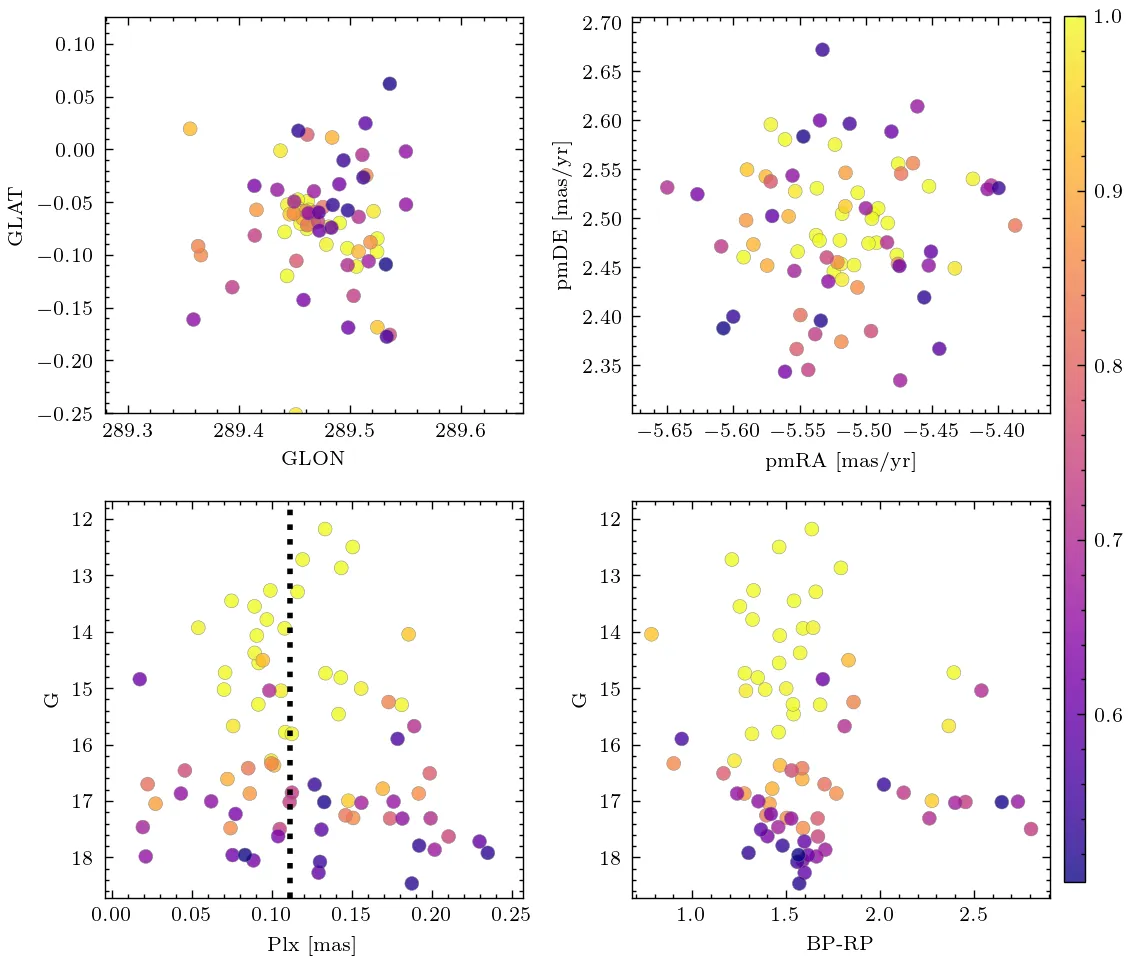 0.10
0.05
0.00
−0.05
−0.10
−0.15
−0.20
−0.25
GLAT
289.3 289.4 289.5 289.6
GLON
2.70
2.65
2.60
2.55
2.50
2.45
2.40
2.35
pmDE [mas/yr]
−5.65 −5.60 −5.55 −5.50 −5.45 −5.40
pmRA [mas/yr]
12
13
14
15
16
17
18
G
0.00 0.05 0.10 0.15 0.20 0.25
Plx [mas]
12
13
14
15
16
17
18
G
1.0 1.5 2.0 2.5
BP-RP
1.0
0.9
0.8
0.7
0.6